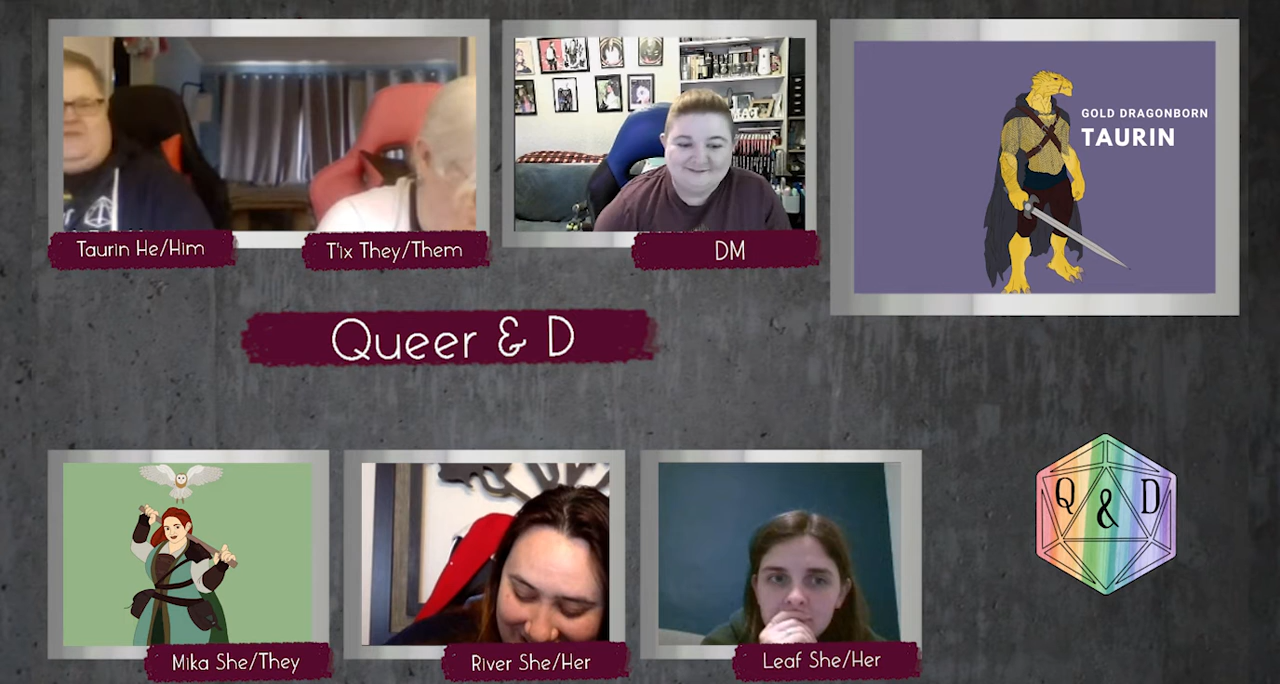 GOLD DRAGONBORN
TAURIN
Taurin He/Him
T'ix They/Them
DM
Queer & D
Q & D
Mika She/They
River She/Her
Leaf She/Her